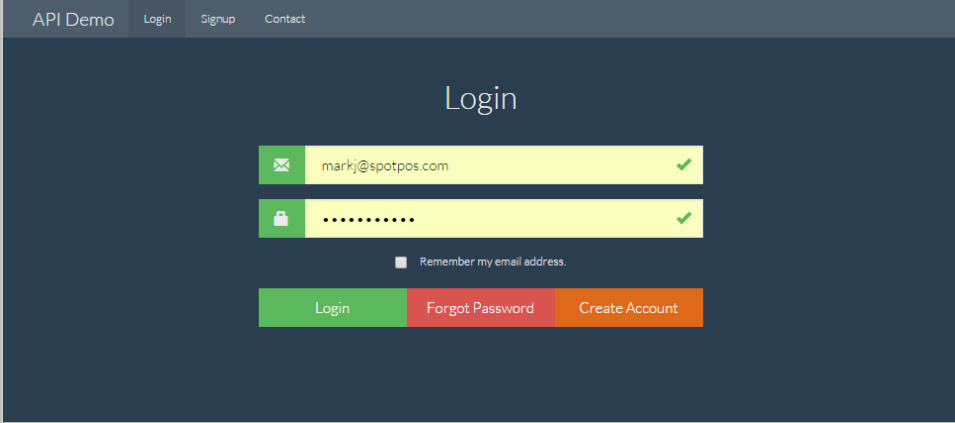 API Demo Login Signup Contact
Login
markj@spotpos.com
•••••••••••
Remember my email address.
Login Forgot Password Create Account